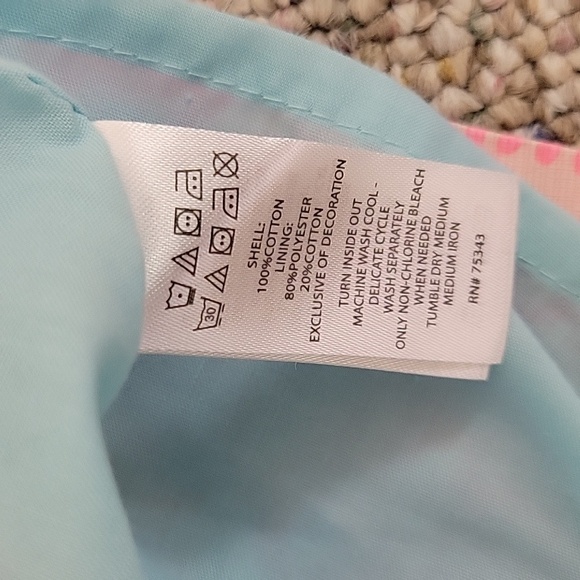 30
SHELL:
100%COTTON
LINING:
80%POLYESTER
20%COTTON
EXCLUSIVE OF DECORATION
TURN INSIDE OUT
MACHINE WASH COOL -
DELICATE CYCLE
WASH SEPARATELY
ONLY NON-CHLORINE BLEACH
WHEN NEEDED
TUMBLE DRY MEDIUM
MEDIUM IRON
RN# 75343